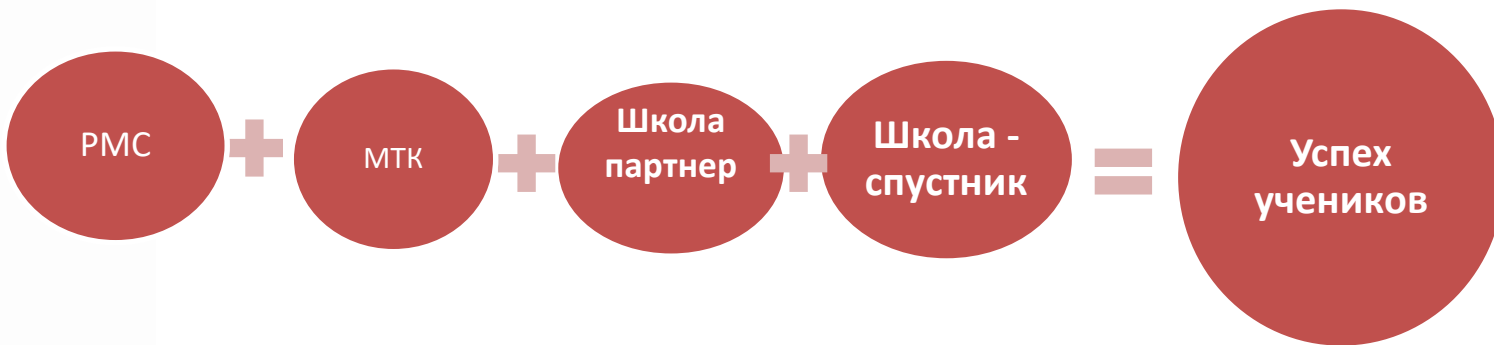 РМС
МТК
Школа
партнер
Школа -
спустник
Успех
учеников